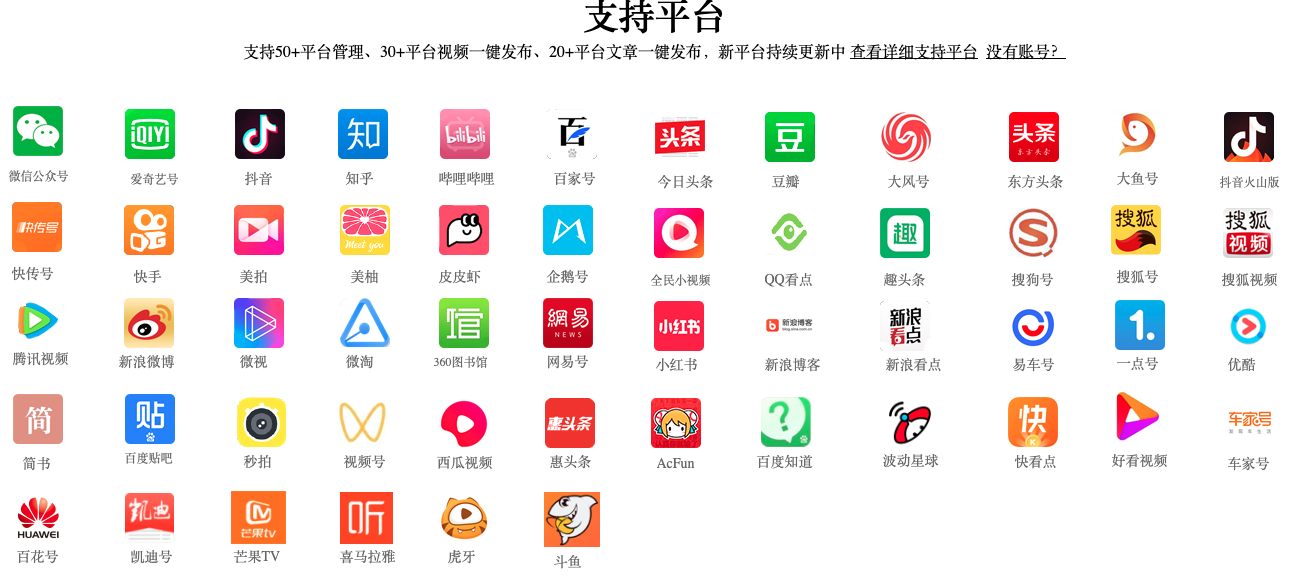 支持平台
支持50+平台管理、30+平台视频一键发布、20+平台文章一键发布，新平台持续更新中 查看详细支持平台 没有账号？
iQIYI 知 bilibili 百 头条 豆 头条 东方头条
微信公众号 爱奇艺号 抖音 知乎 哔哩哔哩 百家号 今日头条 豆瓣 大风号 东方头条 大鱼号 抖音火山版
快传号 Meet you 趣 S 搜狐 搜狐视频
快传号 快手 美拍 美柚 皮皮虾 企鹅号 全民小视频 QQ看点 趣头条 搜狗号 搜狐号 搜狐视频
馆 網易 NEWS 小红书 新浪博客 blog.sina.com.cn 新浪看点 1.
腾讯视频 新浪微博 微视 微淘 360图书馆 网易号 小红书 新浪博客 新浪看点 易车号 一点号 优酷
简 贴 惠头条 ? 快 K 车家号
简书 百度贴吧 秒拍 视频号 西瓜视频 惠头条 AcFun 百度知道 波动星球 快看点 好看视频 车家号
HUAWEI 凯迪 芒果tv 听
百花号 凯迪号 芒果TV 喜马拉雅 虎牙 斗鱼